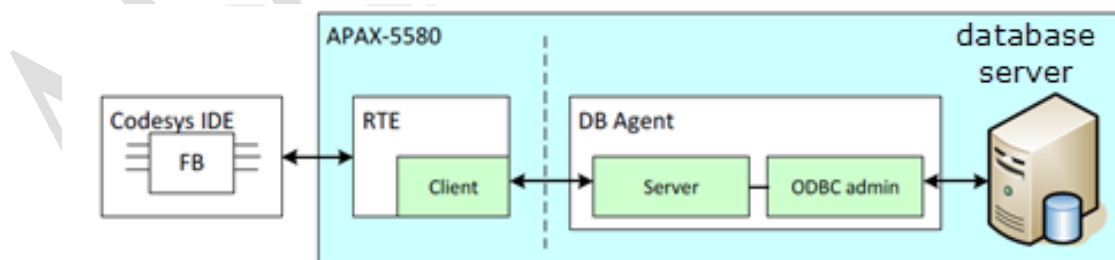 APAX-5580
database
server
Codesys IDE
FB
RTE
Client
DB Agent
Server
ODBC admin